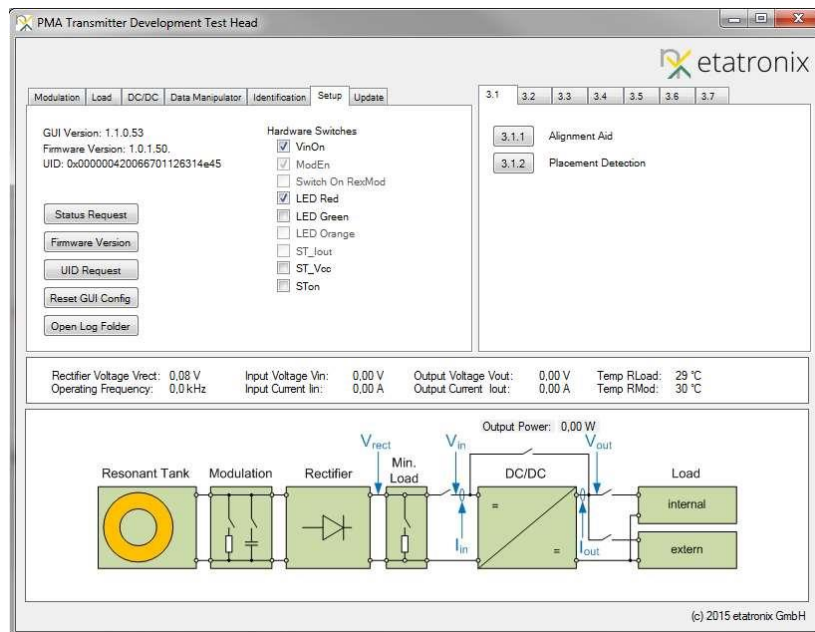 PMA Transmitter Development Test Head
etatronix
Modulation Load DC/DC Data Manipulator Identification Setup Update
GUI Version: 1.1.0.53
Firmware Version: 1.0.1.50.
UID: 0x000000420066701126314e45
Status Request
Firmware Version
UID Request
Reset GUI Config
Open Log Folder
Hardware Switches
VinOn
ModEn
Switch On RexMod
LED Red
LED Green
LED Orange
ST_Iout
ST_Vcc
STon
3.1 3.2 3.3 3.4 3.5 3.6 3.7
3.1.1 Alignment Aid
3.1.2 Placement Detection
Rectifier Voltage Vrect: 0,08 V Input Voltage Vin: 0,00 V Output Voltage Vout: 0,00 V Temp RLoad: 29 °C
Operating Frequency: 0,0 kHz Input Current Iin: 0,00 A Output Current Iout: 0,00 A Temp RMod: 30 °C
Output Power: 0,00 W
Vrect Vin Vout
Resonant Tank Modulation Rectifier Min. Load DC/DC Load
internal
extern
= =
Iin Iout
(c) 2015 etatronix GmbH